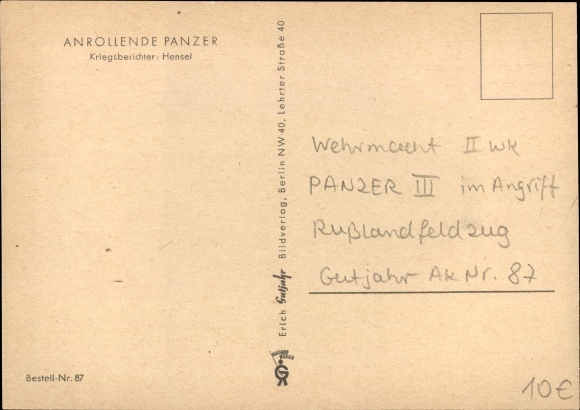 ANROLLENDE PANZER
Kriegsberichter: Hensel
Erich Gutjahr Bildverlag, Berlin NW 40, Lehrter Straße 40
Wehrmacht II WK
PANZER III im Angriff
Rußlandfeldzug
Gutjahr AK Nr. 87
Bestell-Nr. 87
10€